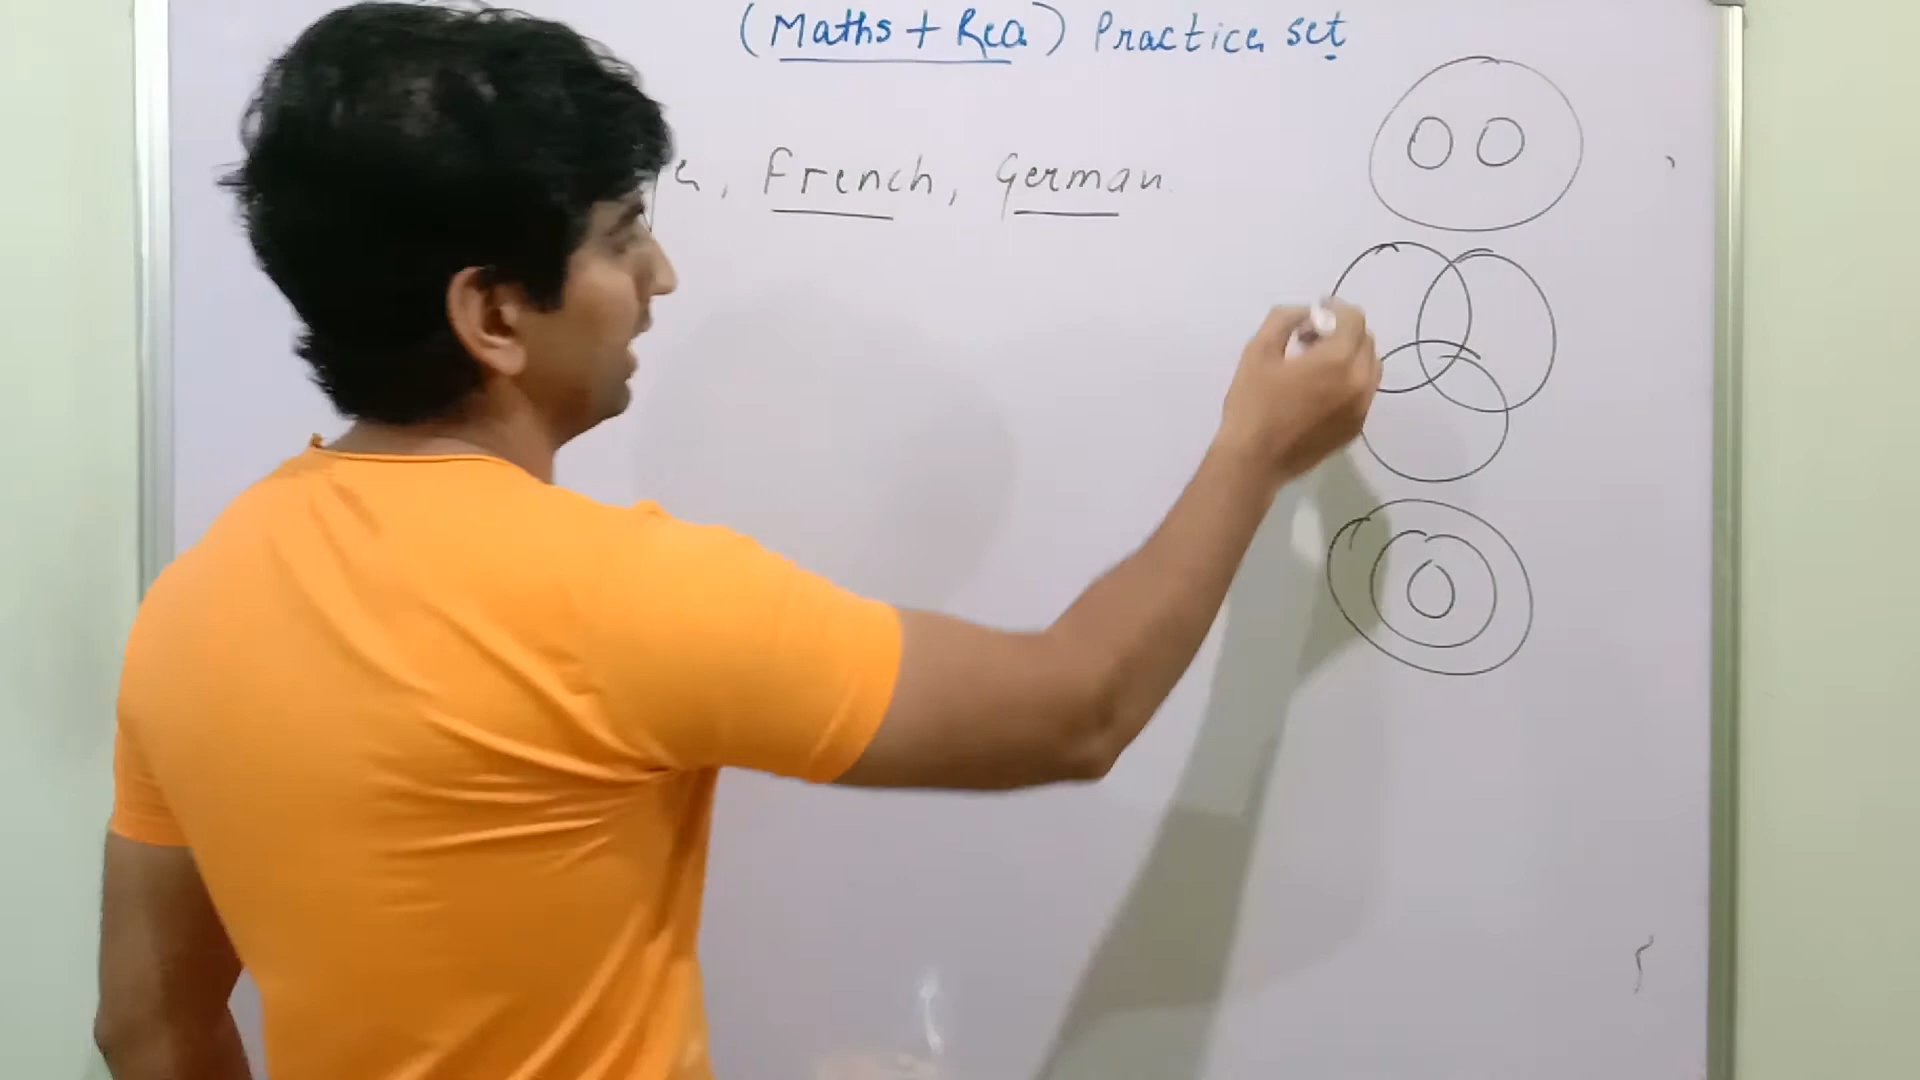 (Maths + Rea) Practice set
, French, German